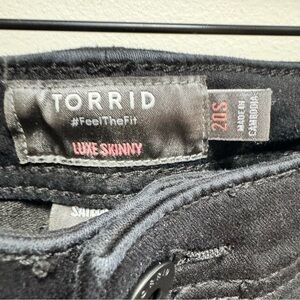 TORRID
#FeelTheFit
LUXE SKINNY
20S
MADE IN
CAMBODIA